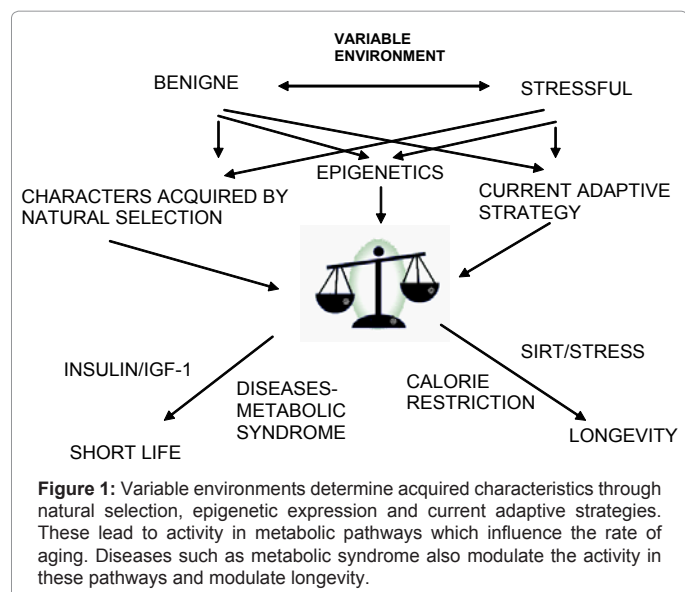 VARIABLE
ENVIRONMENT
BENIGNE
STRESSFUL
EPIGENETICS
CHARACTERS ACQUIRED BY
NATURAL SELECTION
CURRENT ADAPTIVE
STRATEGY
INSULIN/IGF-1
DISEASES-
METABOLIC
SYNDROME
CALORIE
RESTRICTION
SIRT/STRESS
SHORT LIFE
LONGEVITY
Figure 1: Variable environments determine acquired characteristics through
natural selection, epigenetic expression and current adaptive strategies.
These lead to activity in metabolic pathways which influence the rate of
aging. Diseases such as metabolic syndrome also modulate the activity in
these pathways and modulate longevity.